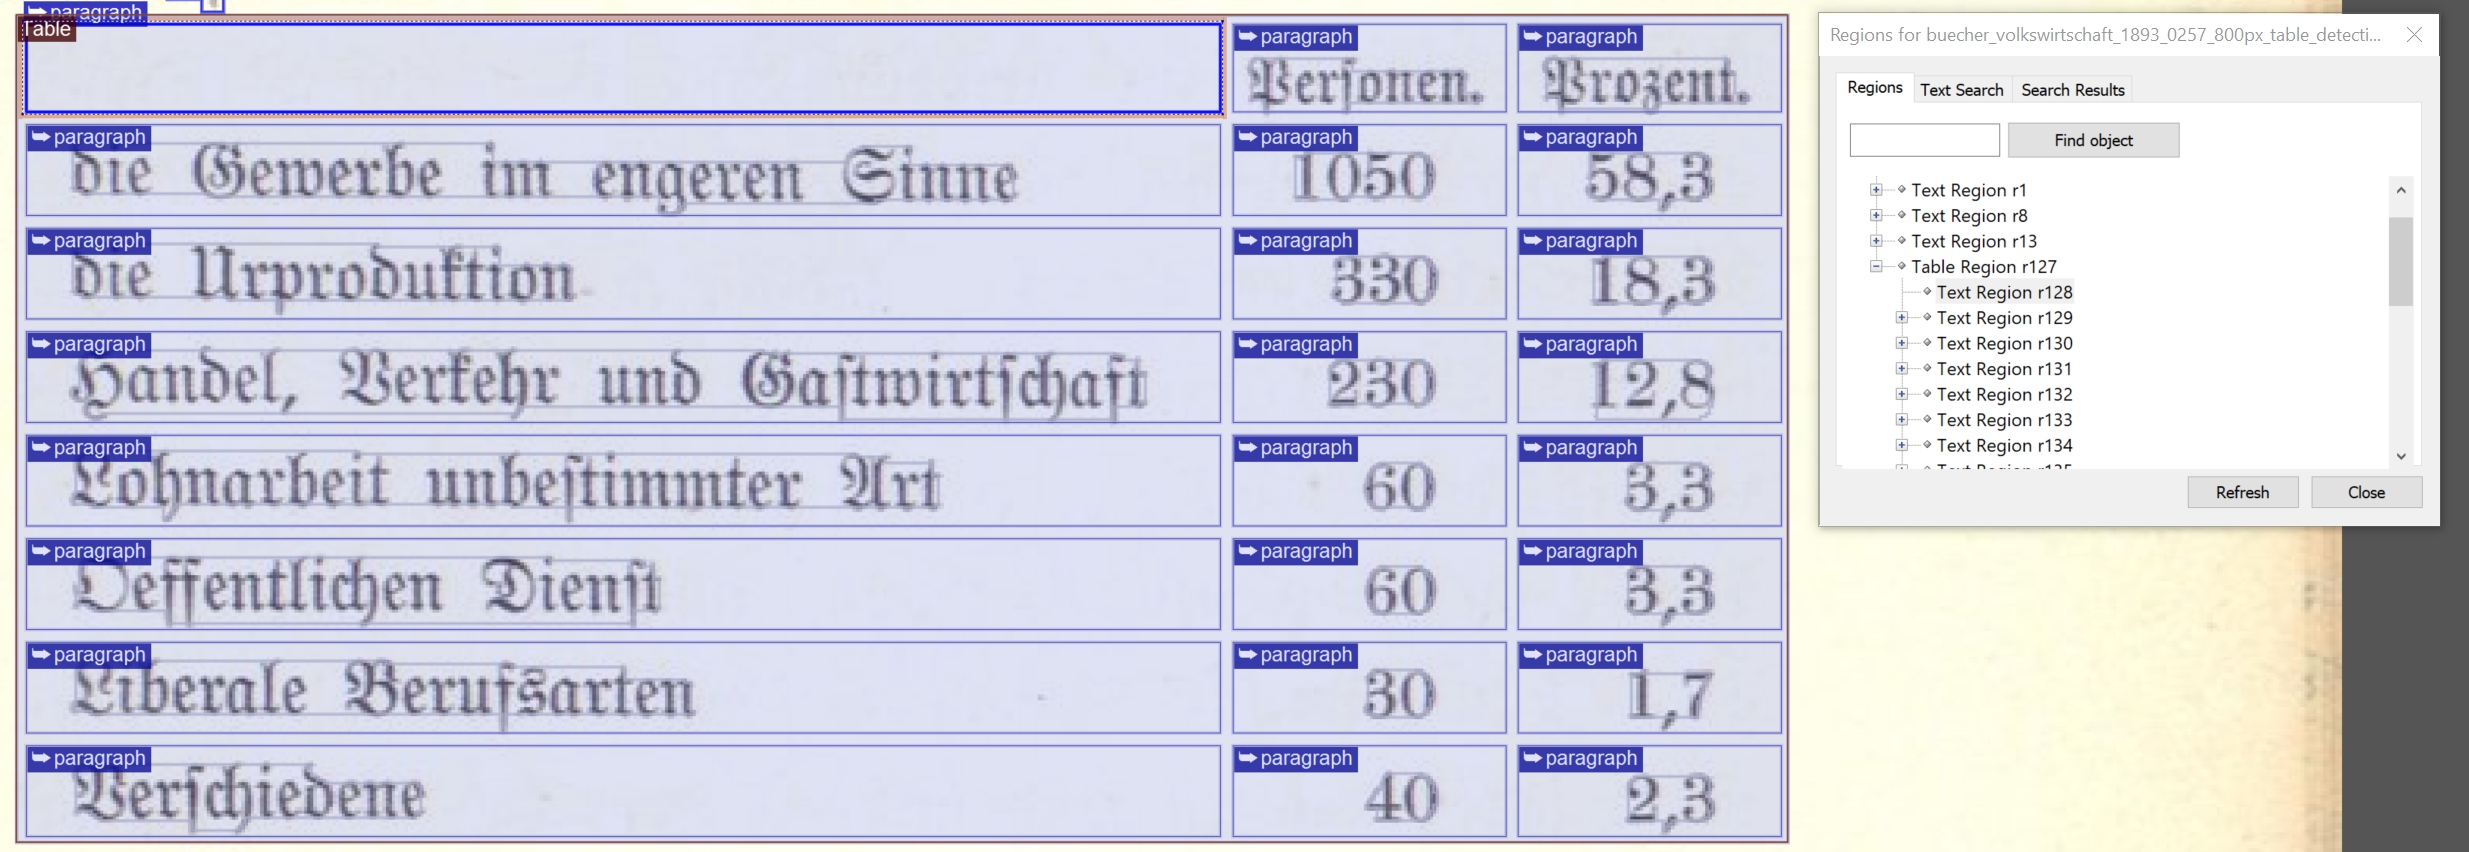 paragraph
Table
paragraph paragraph
Personen. Prozent.
paragraph paragraph paragraph
die Gewerbe im engeren Sinne 1050 58,3
paragraph paragraph paragraph
die Urproduktion 330 18,3
paragraph paragraph paragraph
Handel, Verkehr und Gaſtwirtſchaft 230 12,8
paragraph paragraph paragraph
Lohnarbeit unbeſtimmter Art 60 3,3
paragraph paragraph paragraph
Oeffentlichen Dienſt 60 3,3
paragraph paragraph paragraph
Liberale Berufsarten 30 1,7
paragraph paragraph paragraph
Verſchiedene 40 2,3
Regions for buecher_volkswirtschaft_1893_0257_800px_table_detecti...
Regions Text Search Search Results
Find object
Text Region r1
Text Region r8
Text Region r13
Table Region r127
Text Region r128
Text Region r129
Text Region r130
Text Region r131
Text Region r132
Text Region r133
Text Region r134
Text Region r135
Refresh Close